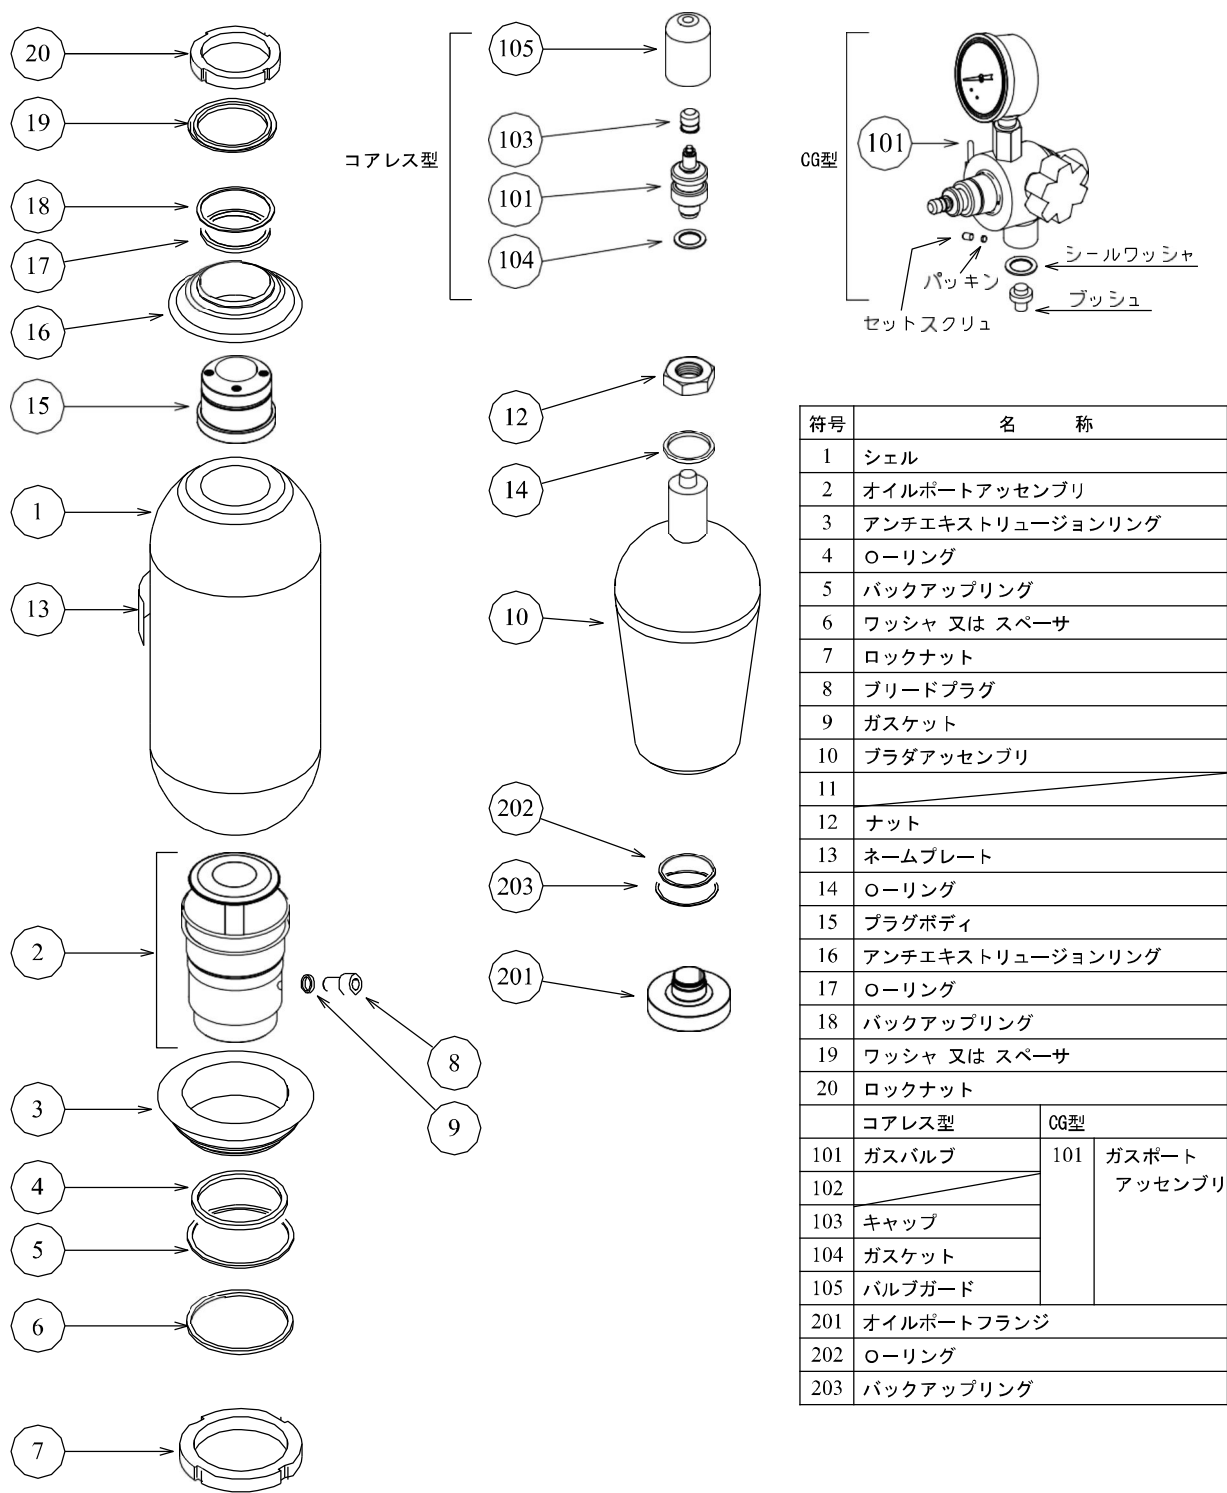 20
19
18
17
16
15
1
13
2
8
9
3
4
5
6
7
コアレス型
105
103
101
104
CG型
101
シールワッシャ
パッキン
ブッシュ
セットスクリュ
12
14
10
202
203
201
符号 名 称
1 シェル
2 オイルポートアッセンブリ
3 アンチエキストリュージョンリング
4 Oーリング
5 バックアップリング
6 ワッシャ 又は スペーサ
7 ロックナット
8 ブリードプラグ
9 ガスケット
10 ブラダアッセンブリ
11
12 ナット
13 ネームプレート
14 Oーリング
15 プラグボディ
16 アンチエキストリュージョンリング
17 Oーリング
18 バックアップリング
19 ワッシャ 又は スペーサ
20 ロックナット
コアレス型 CG型
101 ガスバルブ 101 ガスポート
102 アッセンブリ
103 キャップ
104 ガスケット
105 バルブガード
201 オイルポートフランジ
202 Oーリング
203 バックアップリング